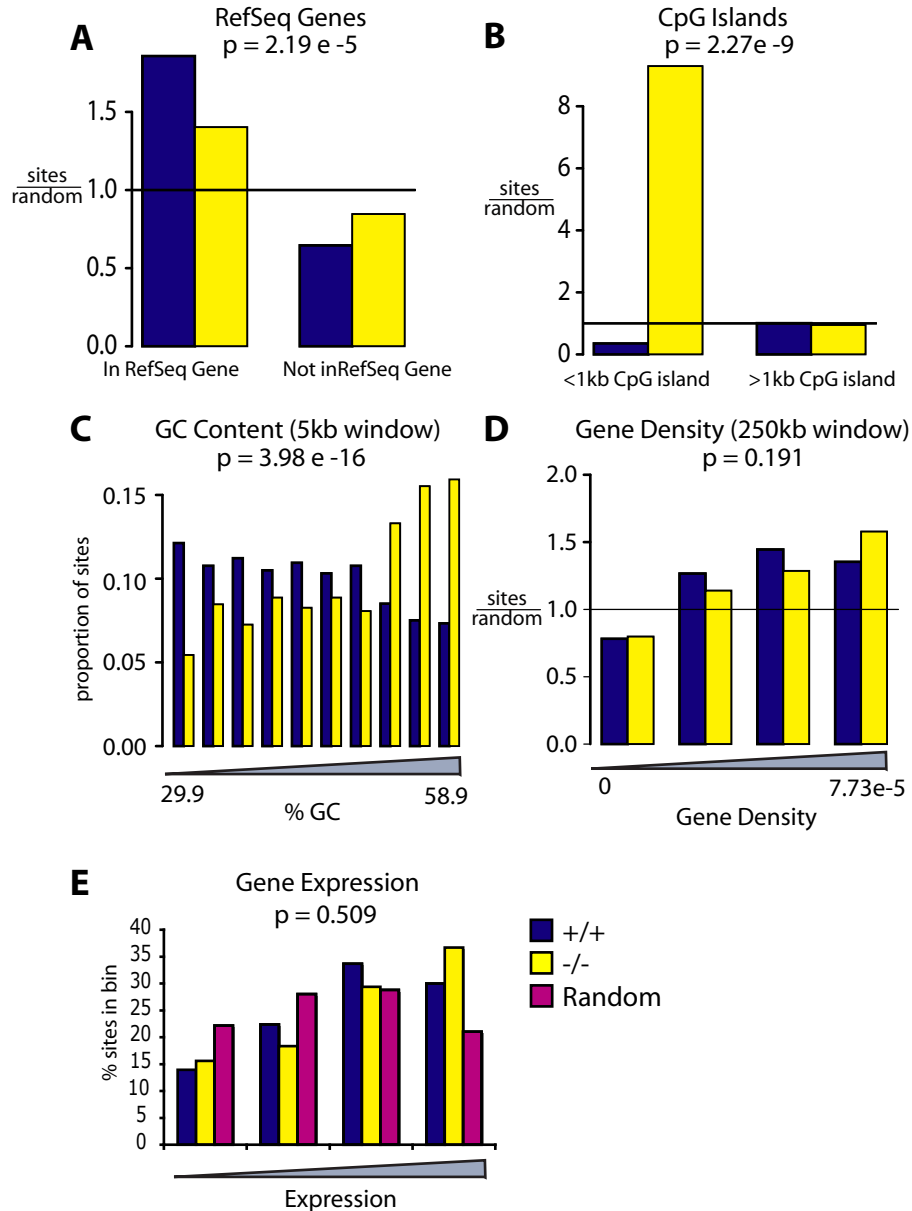 A
RefSeq Genes
p = 2.19 e -5
sites
random
1.5
1.0
0.5
0.0
In RefSeq Gene
Not inRefSeq Gene
B
CpG Islands
p = 2.27e -9
sites
random
8
6
4
2
0
<1kb CpG island
>1kb CpG island
C
GC Content (5kb window)
p = 3.98 e -16
proportion of sites
0.15
0.10
0.05
0.00
29.9
58.9
% GC
D
Gene Density (250kb window)
p = 0.191
sites
random
2.0
1.5
1.0
0.5
0.0
0
7.73e-5
Gene Density
E
Gene Expression
p = 0.509
% sites in bin
40
35
30
25
20
15
10
5
0
Expression
+/+
-/-
Random